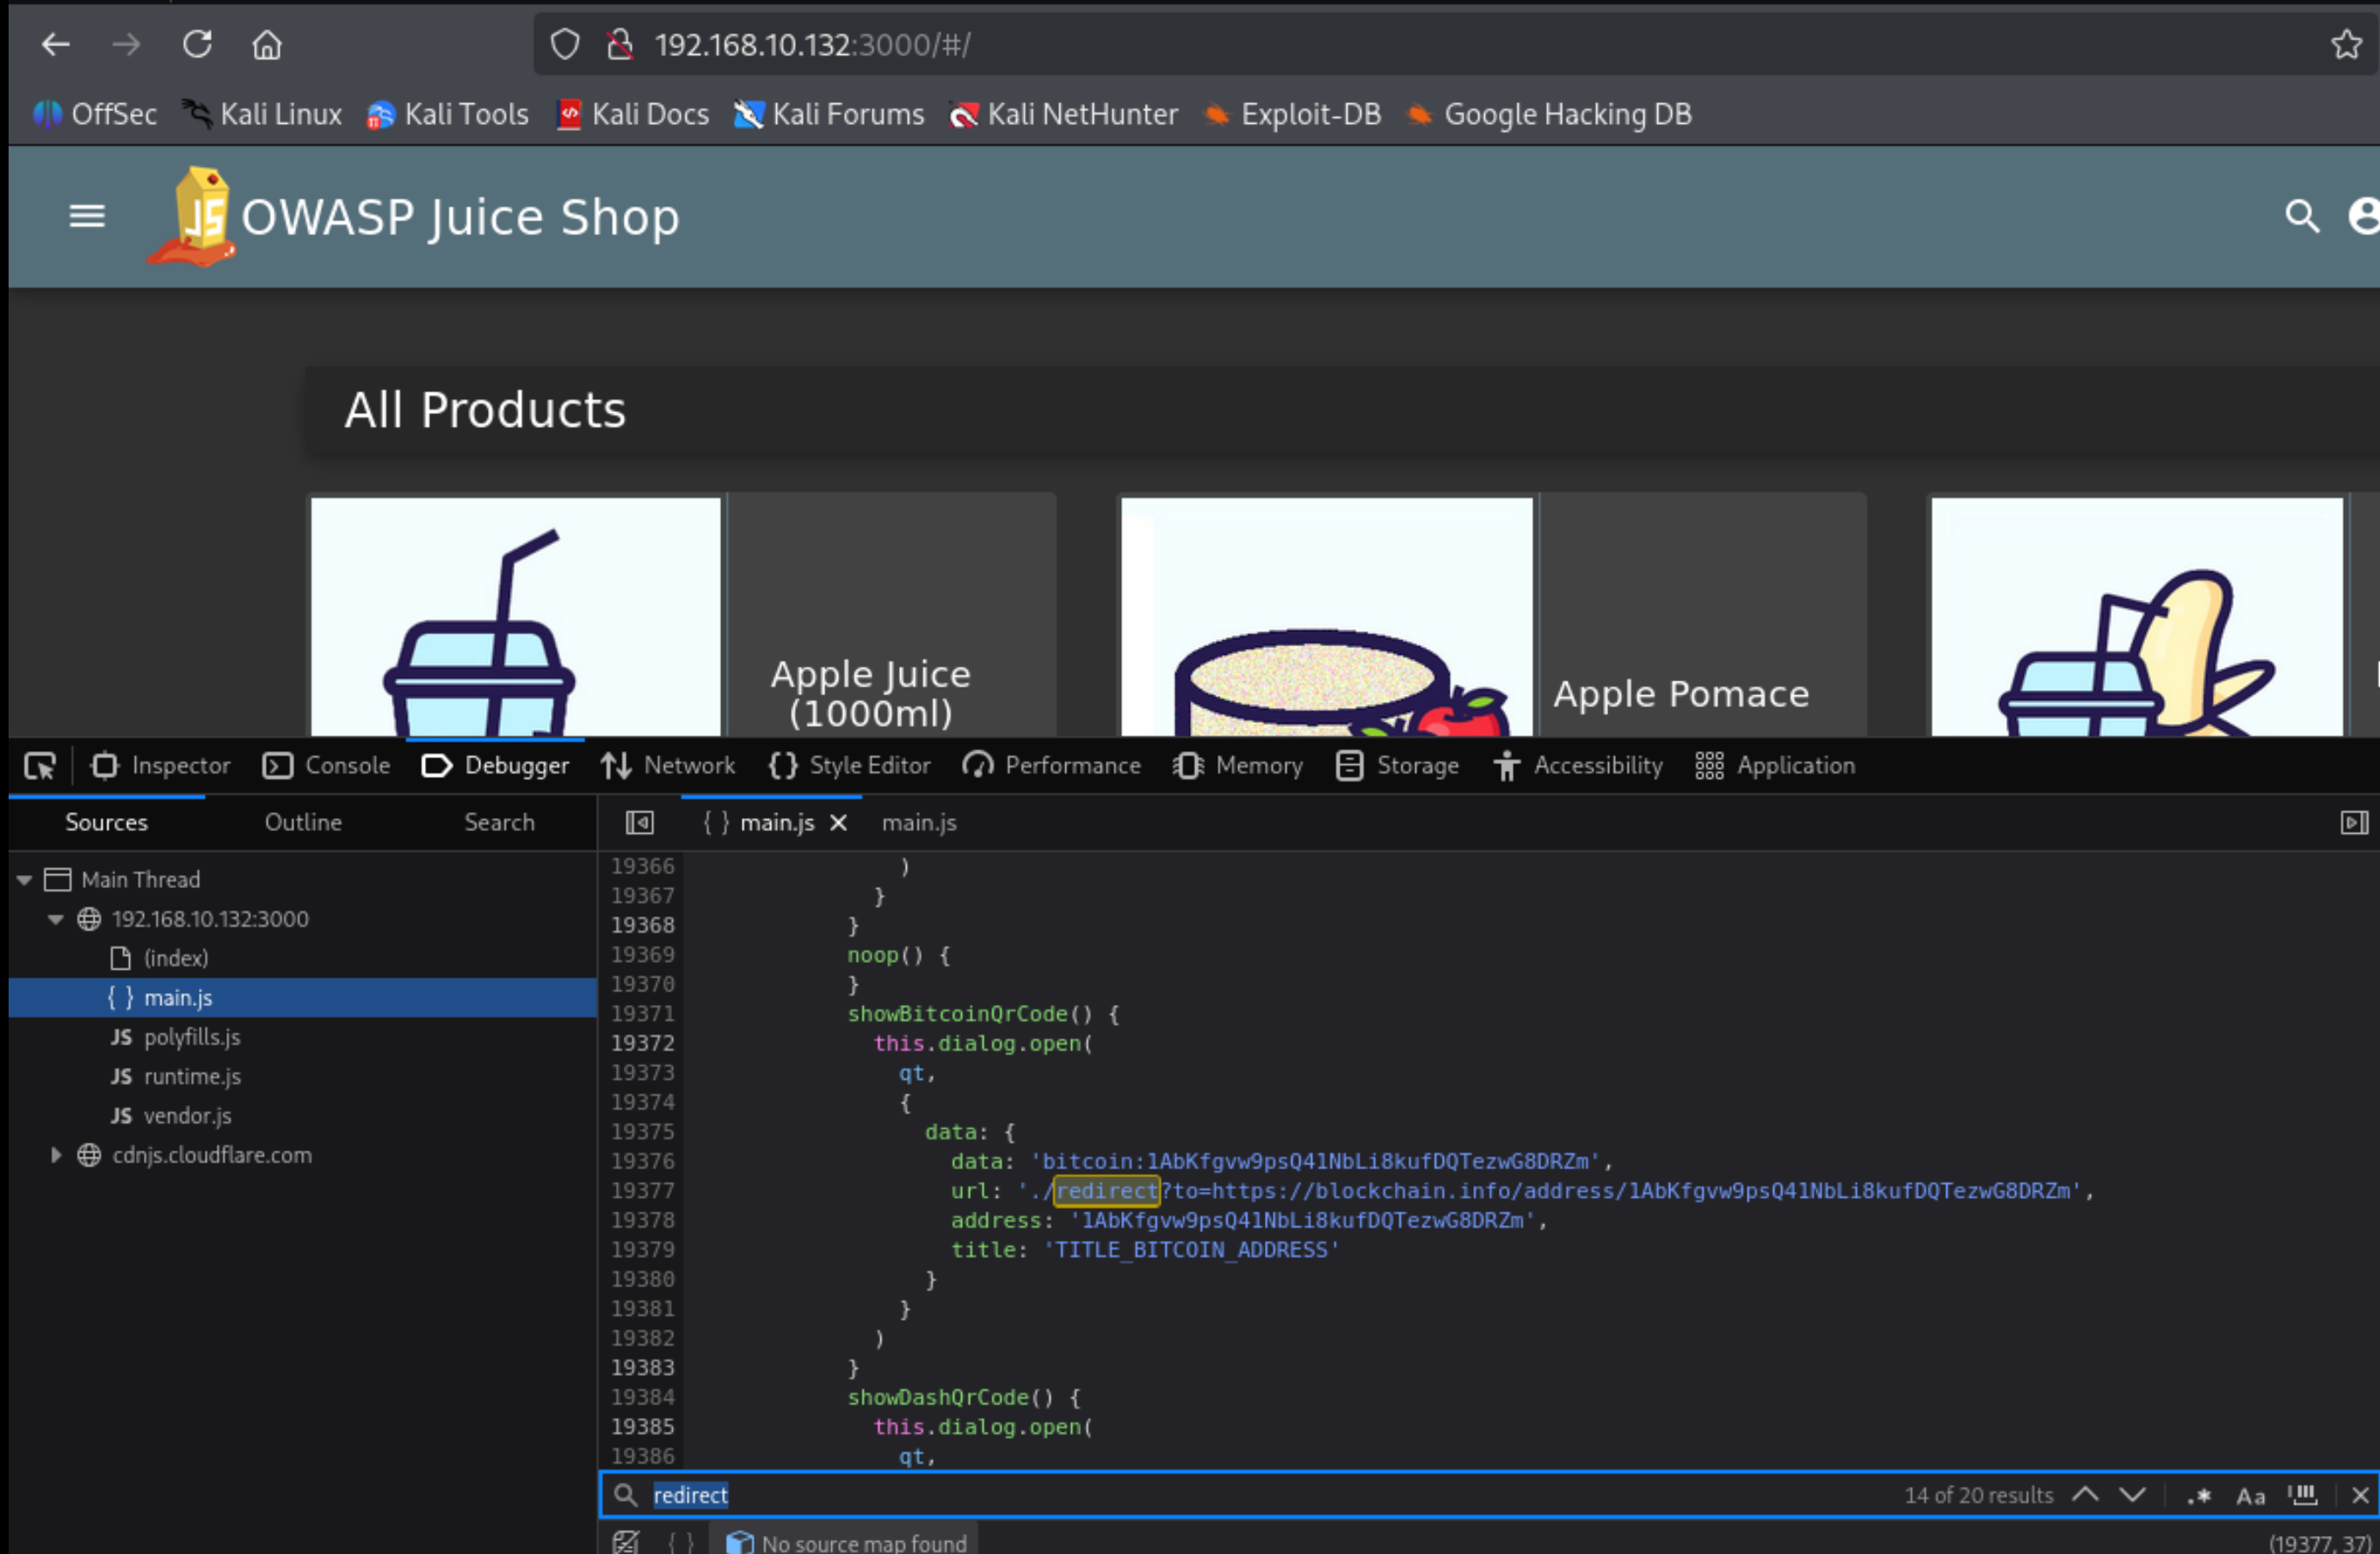 192.168.10.132:3000/#/
OffSec Kali Linux Kali Tools Kali Docs Kali Forums Kali NetHunter Exploit-DB Google Hacking DB
JS OWASP Juice Shop
All Products
Apple Juice
(1000ml)
Apple Pomace
Inspector Console Debugger Network {} Style Editor Performance Memory Storage Accessibility Application
Sources Outline Search { } main.js main.js
Main Thread
192.168.10.132:3000
(index)
{ } main.js
JS polyfills.js
JS runtime.js
JS vendor.js
cdnjs.cloudflare.com
19366 )
19367 }
19368 }
19369 noop() {
19370 }
19371 showBitcoinQrCode() {
19372 this.dialog.open(
19373 qt,
19374 {
19375 data: {
19376 data: 'bitcoin:1AbKfgvw9psQ41NbLi8kufDQTezwG8DRZm',
19377 url: './redirect?to=https://blockchain.info/address/1AbKfgvw9psQ41NbLi8kufDQTezwG8DRZm',
19378 address: '1AbKfgvw9psQ41NbLi8kufDQTezwG8DRZm',
19379 title: 'TITLE_BITCOIN_ADDRESS'
19380 }
19381 }
19382 )
19383 }
19384 showDashQrCode() {
19385 this.dialog.open(
19386 qt,
redirect 14 of 20 results .* Aa
{ } No source map found (19377, 37)